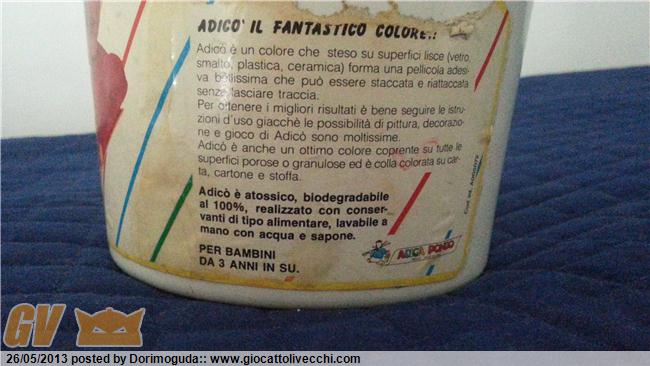 ADICO' IL FANTASTICO COLORE!!
Adicò è un colore che steso su superfici lisce (vetro,
smalto, plastica, ceramica) forma una pellicola adesi-
va bellissima che può essere staccata e riattaccata
senza lasciare traccia.
Per ottenere i migliori risultati è bene seguire le istru-
zioni d'uso giacchè le possibilità di pittura, decorazio-
ne e gioco di Adicò sono moltissime.
Adicò è anche un ottimo colore coprente su tutte le
superfici porose o granulose ed è colla colorata su car-
ta, cartone e stoffa.
Adicò è atossico, biodegradabile
al 100%, realizzato con conser-
vanti di tipo alimentare, lavabile a
mano con acqua e sapone.
PER BAMBINI
DA 3 ANNI IN SU.
ADICA PONGO
GV
26/05/2013 posted by Dorimoguda:: www.giocattolivecchi.com